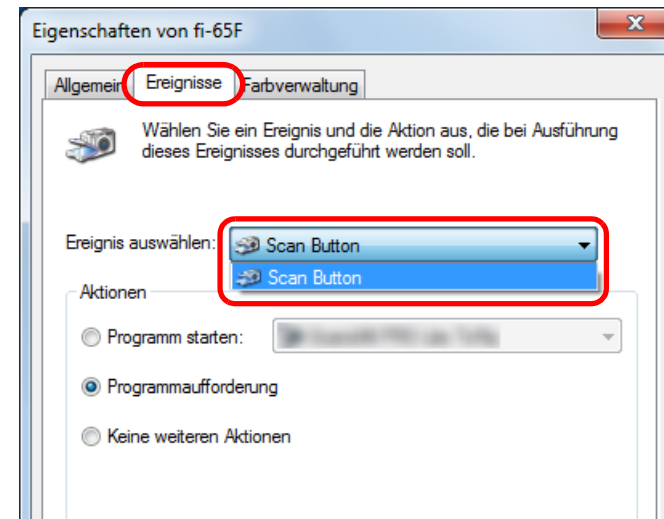 Eigenschaften von fi-65F
Allgemein Ereignisse Farbverwaltung
Wählen Sie ein Ereignis und die Aktion aus, die bei Ausführung
dieses Ereignisses durchgeführt werden soll.
Ereignis auswählen: Scan Button
Scan Button
Aktionen
Programm starten:
Programmaufforderung
Keine weiteren Aktionen